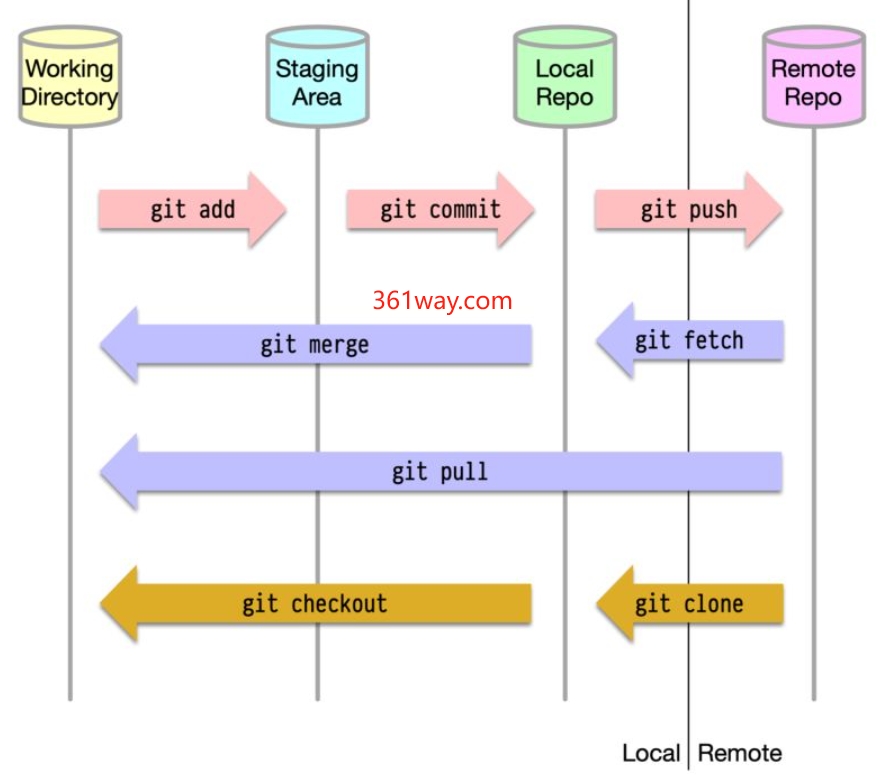 Working
Directory
Staging
Area
Local
Repo
Remote
Repo
git add
git commit
git push
361way.com
git merge
git fetch
git pull
git checkout
git clone
Local
Remote